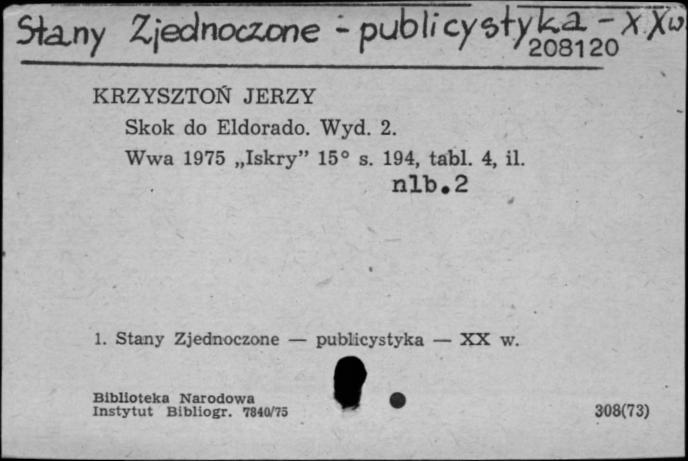 Stany Zjednoczone - publicystyka - XX w
208120
KRZYSZTOŃ JERZY
Skok do Eldorado. Wyd. 2.
Wwa 1975 „Iskry” 15° s. 194, tabl. 4, il.
nlb.2
1. Stany Zjednoczone — publicystyka — XX w.
Biblioteka Narodowa
Instytut Bibliogr. 7840/75
308(73)